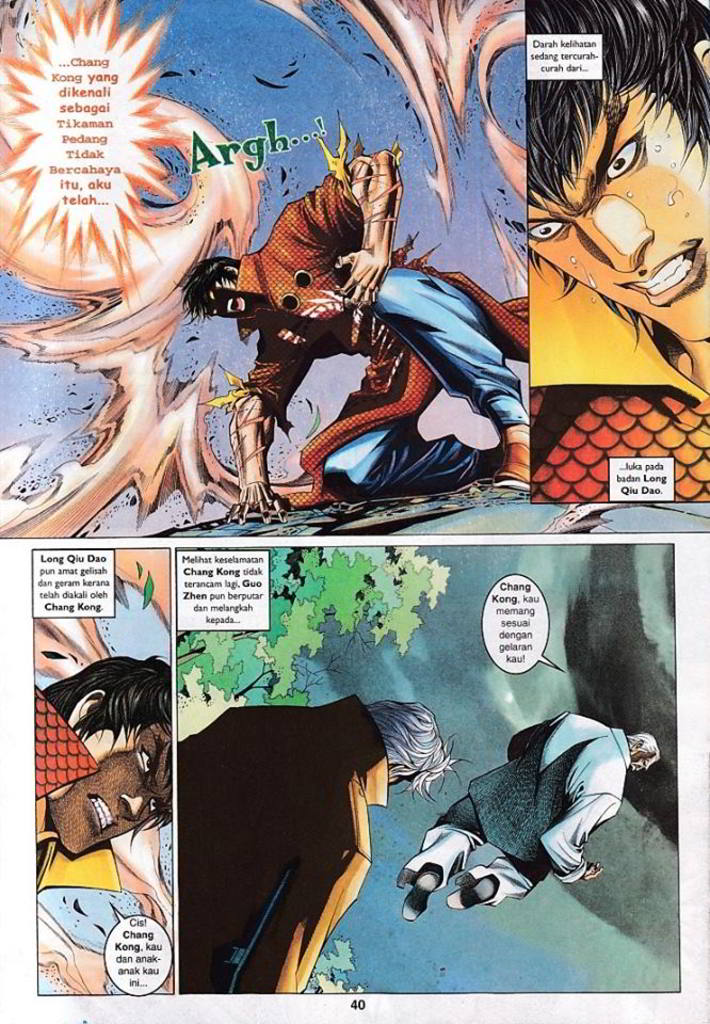 ...Chang
Kong yang
dikenali
sebagai
Tikaman
Pedang
Tidak
Bercahaya
itu, aku
telah...
Argh...!
Darah kelihatan
sedang tercurah-
curah dari...
...luka pada
badan Long
Qiu Dao.
Long Qiu Dao
pun amat gelisah
dan geram kerana
telah diakali oleh
Chang Kong.
Cis!
Chang
Kong, kau
dan anak-
anak kau
ini...
Melihat keselamatan
Chang Kong tidak
terancam lagi, Guo
Zhen pun berputar
dan melangkah
kepada...
Chang
Kong, kau
memang
sesuai
dengan
gelaran
kau!
40